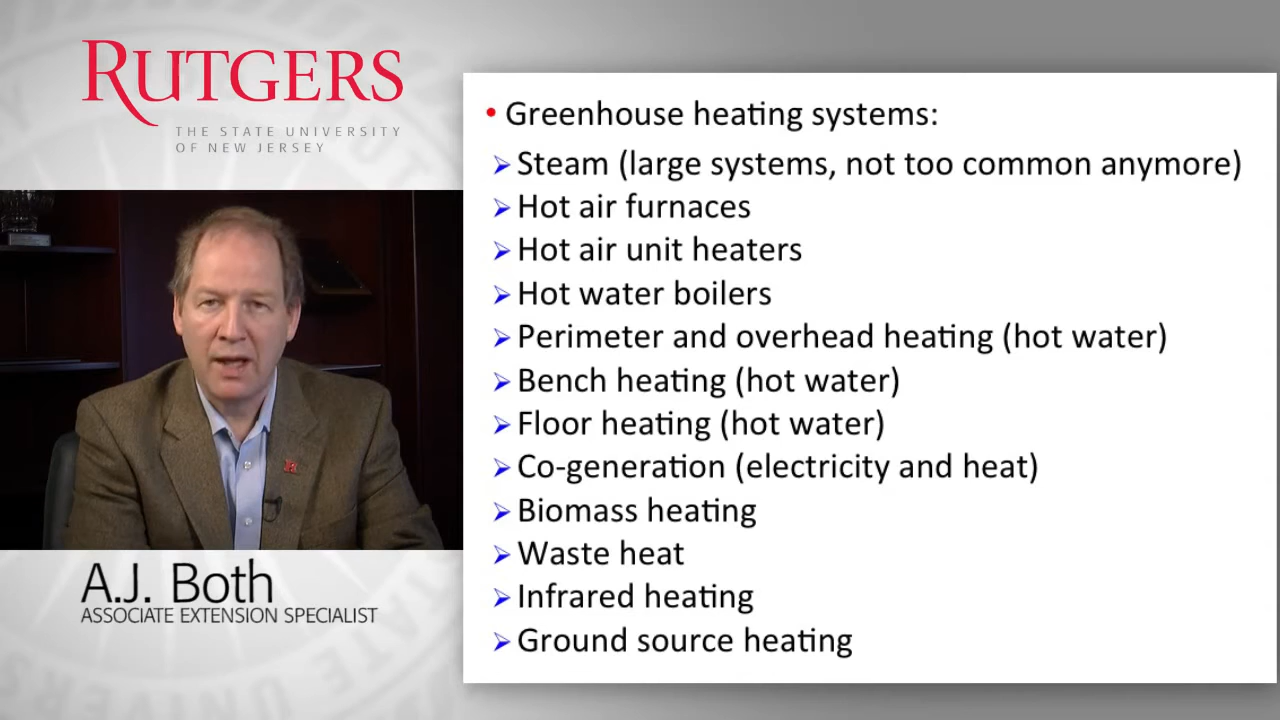 RUTGERS
THE STATE UNIVERSITY
OF NEW JERSEY
• Greenhouse heating systems:
➢ Steam (large systems, not too common anymore)
➢ Hot air furnaces
➢ Hot air unit heaters
➢ Hot water boilers
➢ Perimeter and overhead heating (hot water)
➢ Bench heating (hot water)
➢ Floor heating (hot water)
➢ Co-generation (electricity and heat)
➢ Biomass heating
➢ Waste heat
➢ Infrared heating
➢ Ground source heating
A.J. Both
ASSOCIATE EXTENSION SPECIALIST